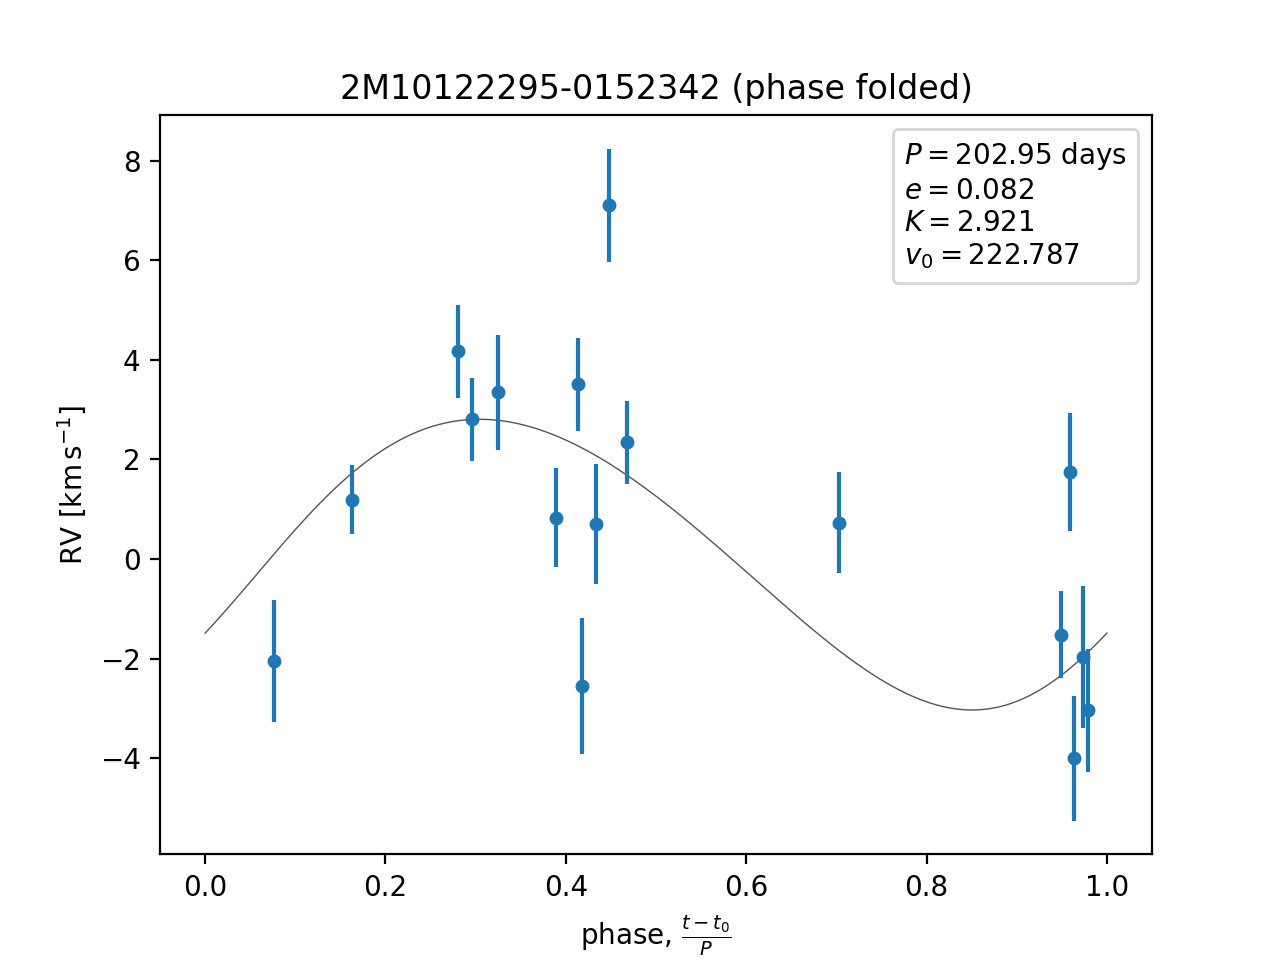 2M10122295-0152342 (phase folded)
P = 202.95 days
e = 0.082
K = 2.921
v₀ = 222.787
8
6
4
2
0
−2
−4
RV [km s⁻¹]
0.0 0.2 0.4 0.6 0.8 1.0
phase, (t − t₀)/P